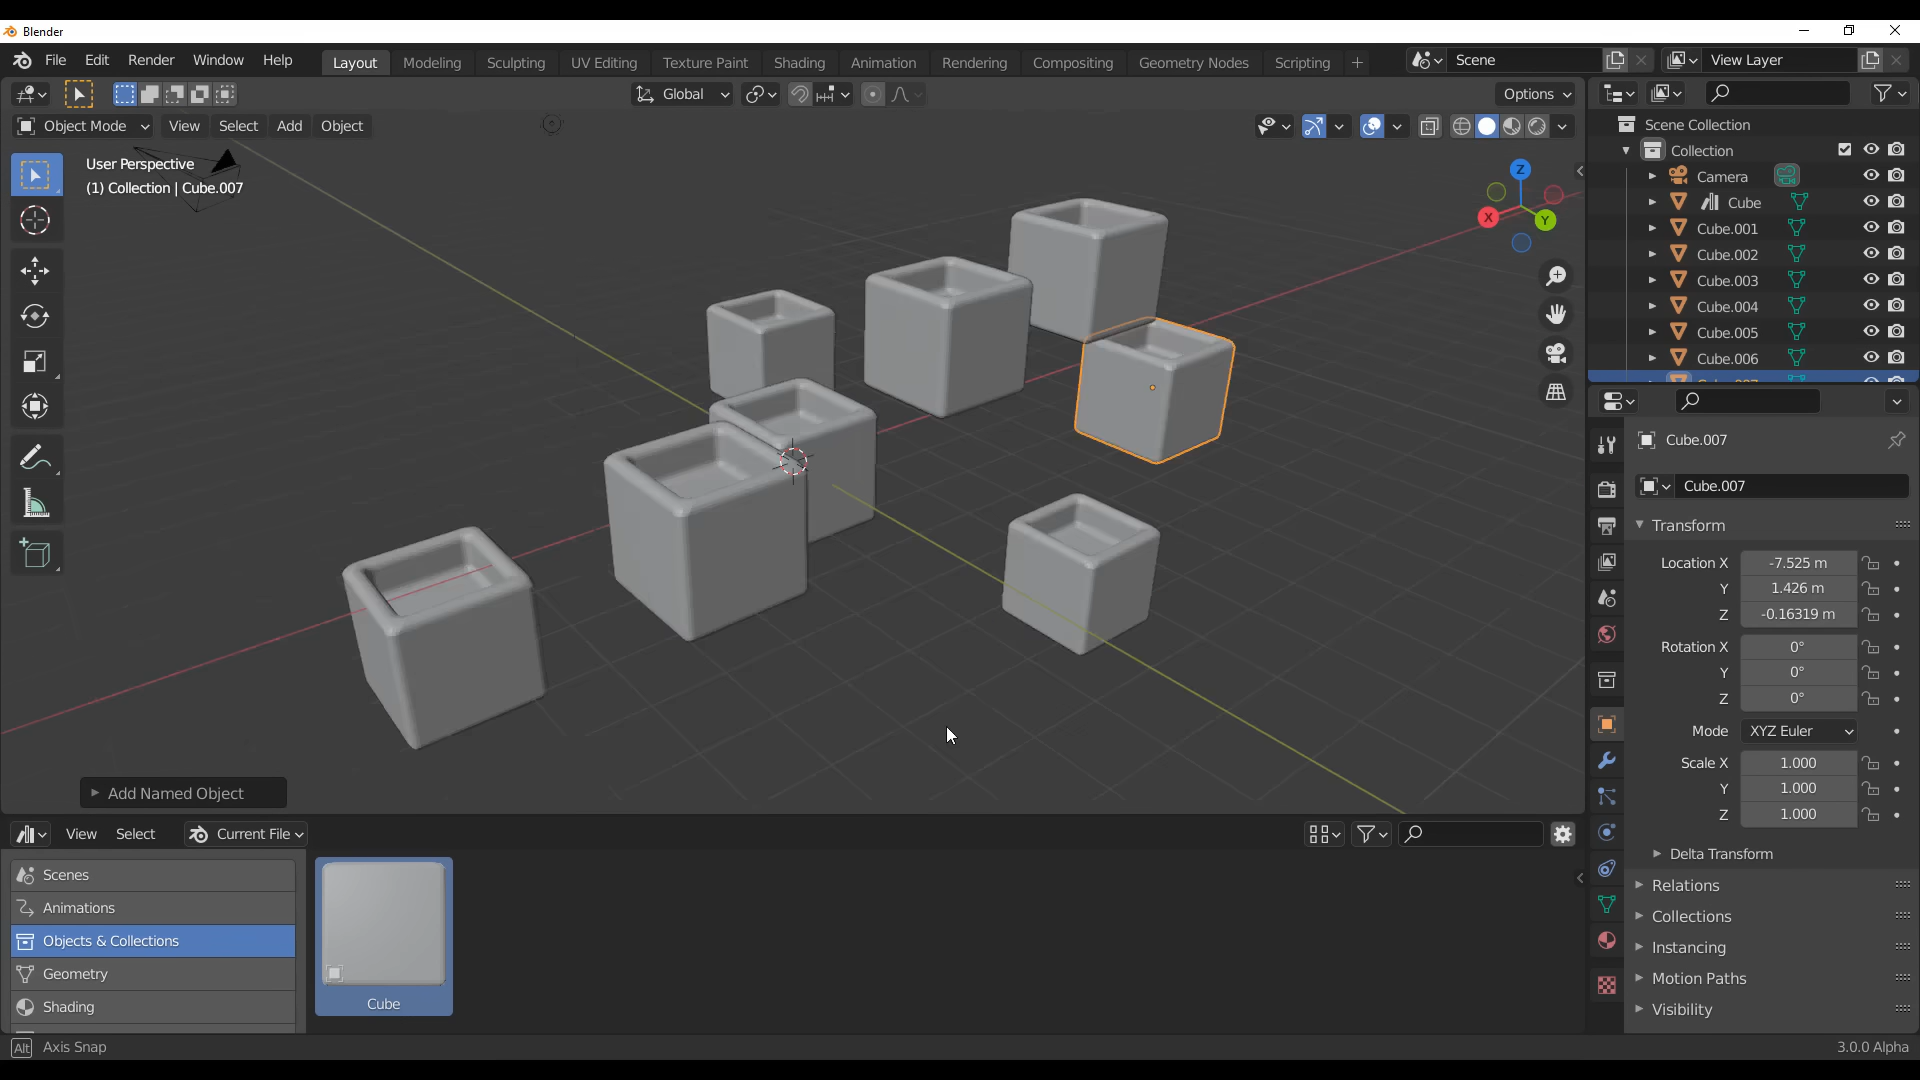 Blender
File Edit Render Window Help Layout Modeling Sculpting UV Editing Texture Paint Shading Animation Rendering Compositing Geometry Nodes Scripting + Scene View Layer
Global Options
Object Mode View Select Add Object
User Perspective
(1) Collection | Cube.007
Z
X
Y
Scene Collection
Collection
Camera
Cube
Cube.001
Cube.002
Cube.003
Cube.004
Cube.005
Cube.006
Cube.007
Cube.007
Cube.007
Transform
Location X -7.525 m
Y 1.426 m
Z -0.16319 m
Rotation X 0°
Y 0°
Z 0°
Mode XYZ Euler
Scale X 1.000
Y 1.000
Z 1.000
Delta Transform
Relations
Collections
Instancing
Motion Paths
Visibility
Add Named Object
View Select Current File
Scenes
Animations
Objects & Collections
Geometry
Shading
Cube
Alt Axis Snap
3.0.0 Alpha